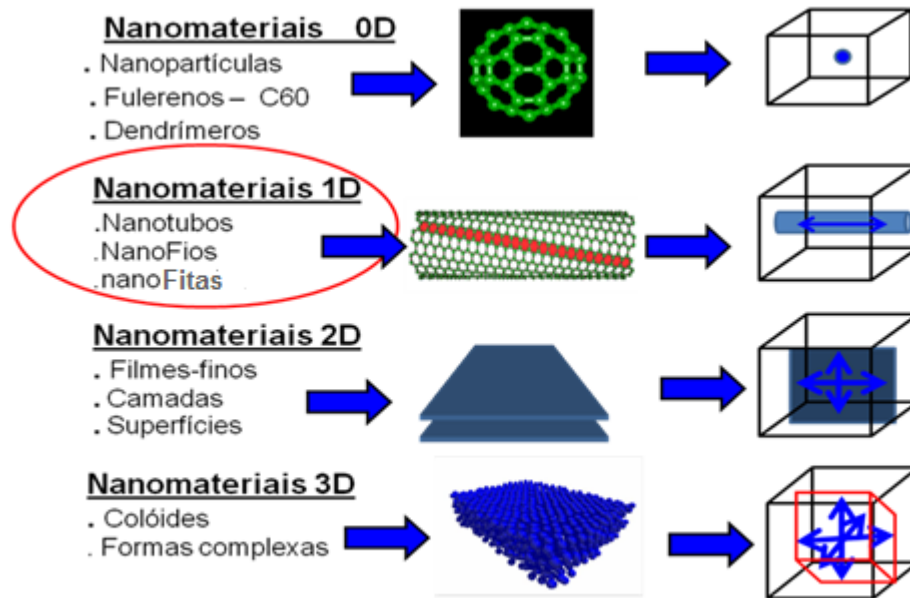 Nanomateriais 0D
. Nanopartículas
. Fulerenos – C60
. Dendrímeros
Nanomateriais 1D
.Nanotubos
.NanoFios
.nanoFitas
Nanomateriais 2D
. Filmes-finos
. Camadas
. Superfícies
Nanomateriais 3D
. Colóides
. Formas complexas